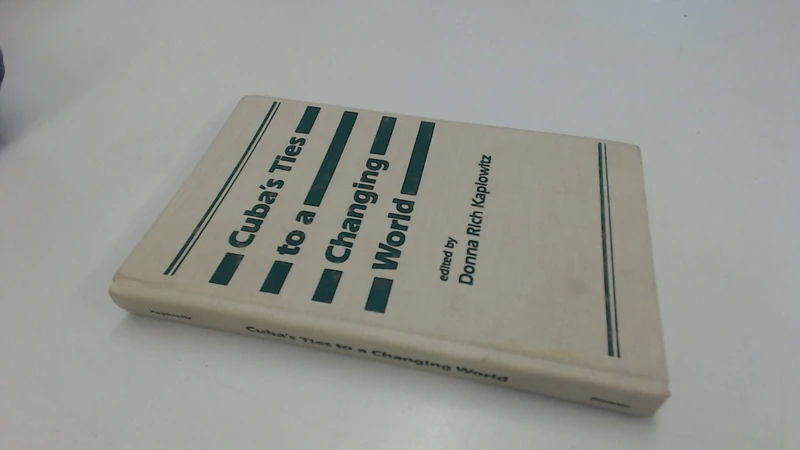 Cuba's Ties
to a
Changing
World
edited by
Donna Rich Kaplowitz
Kaplowitz
Cuba's Ties to a Changing World